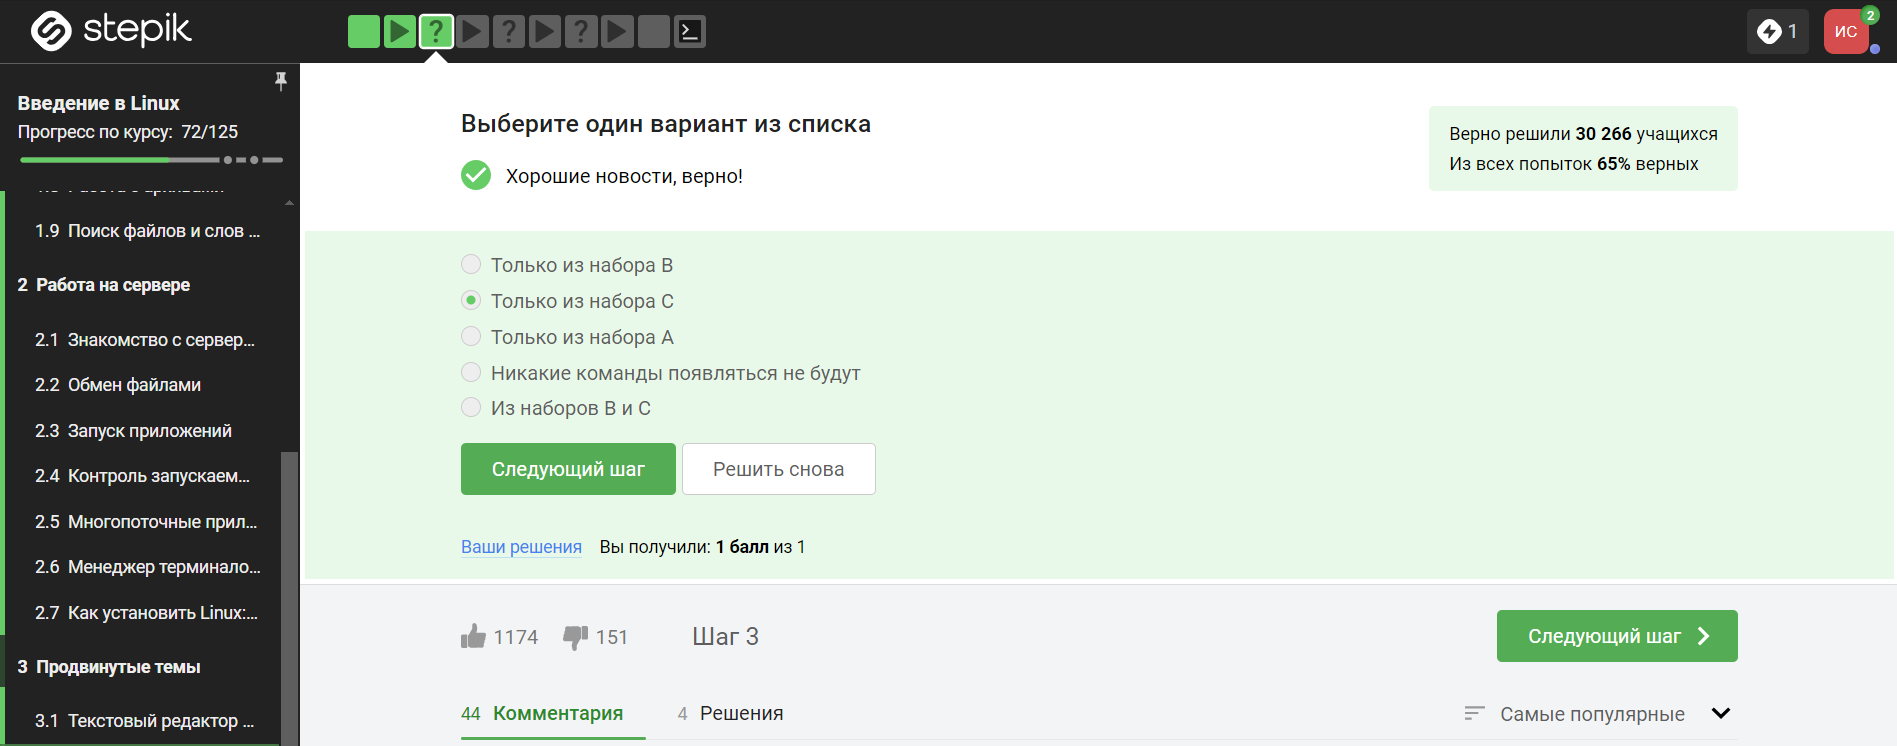 stepik
1
ИС
2
Введение в Linux
Прогресс по курсу: 72/125
1.9 Поиск файлов и слов ...
2 Работа на сервере
2.1 Знакомство с сервер...
2.2 Обмен файлами
2.3 Запуск приложений
2.4 Контроль запускаем...
2.5 Многопоточные прил...
2.6 Менеджер терминало...
2.7 Как установить Linux:...
3 Продвинутые темы
3.1 Текстовый редактор ...
Выберите один вариант из списка
Хорошие новости, верно!
Верно решили 30 266 учащихся
Из всех попыток 65% верных
Только из набора B
Только из набора C
Только из набора A
Никакие команды появляться не будут
Из наборов B и C
Следующий шаг
Решить снова
Ваши решения Вы получили: 1 балл из 1
1174 151 Шаг 3
Следующий шаг
44 Комментария
4 Решения
Самые популярные